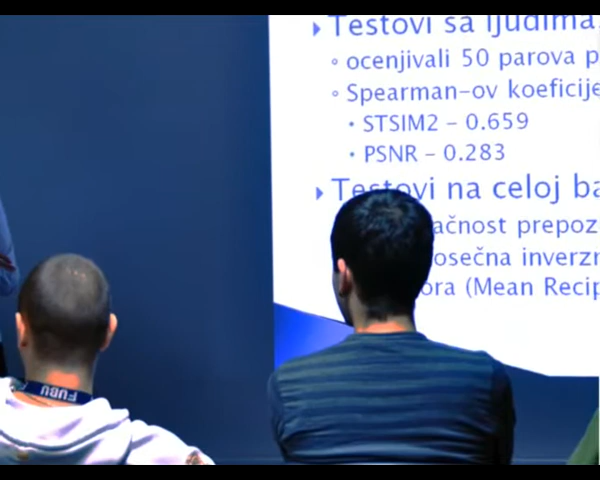 Testovi sa ljudima
ocenjivali 50 parova p
Spearman-ov koeficije
STSIM2 – 0.659
PSNR – 0.283
Testovi na celoj ba
ačnost prepoz
osečna inverzn
ora (Mean Recip
FUBU